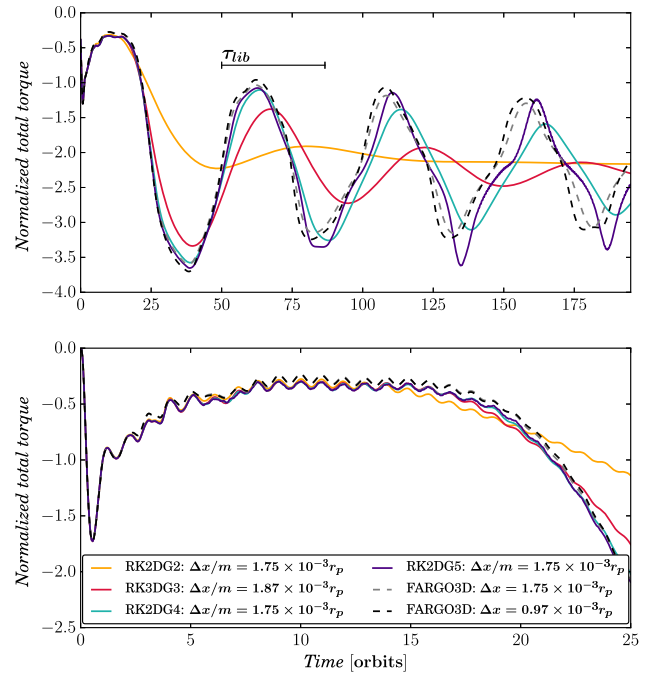 0.0
−0.5
−1.0
−1.5
−2.0
−2.5
−3.0
−3.5
−4.0
Normalized total torque
τlib
0 25 50 75 100 125 150 175
0.0
−0.5
−1.0
−1.5
−2.0
−2.5
Normalized total torque
RK2DG2: Δx/m = 1.75 × 10⁻³rₚ
RK3DG3: Δx/m = 1.87 × 10⁻³rₚ
RK2DG4: Δx/m = 1.75 × 10⁻³rₚ
RK2DG5: Δx/m = 1.75 × 10⁻³rₚ
FARGO3D: Δx = 1.75 × 10⁻³rₚ
FARGO3D: Δx = 0.97 × 10⁻³rₚ
0 5 10 15 20 25
Time [orbits]